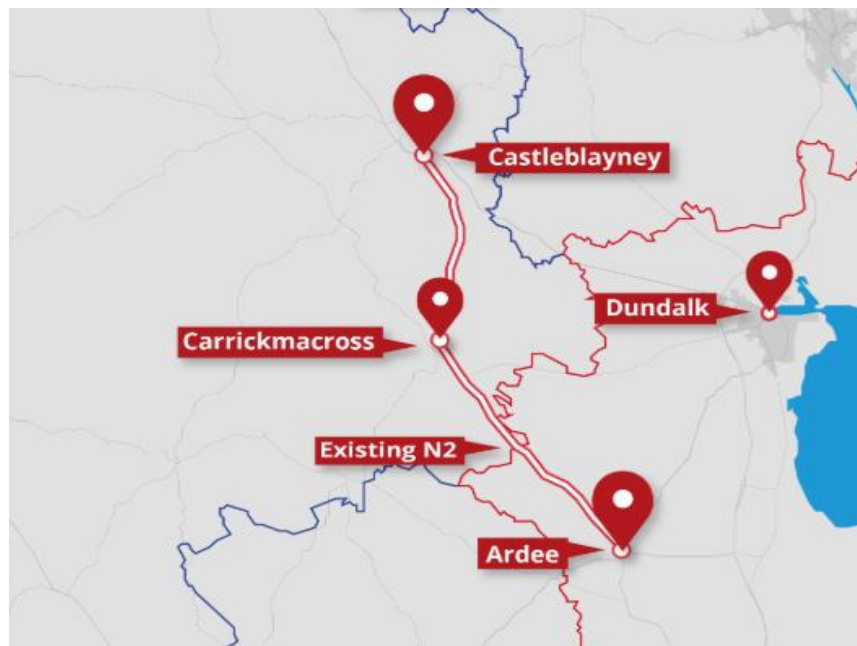 Castleblayney
Dundalk
Carrickmacross
Existing N2
Ardee